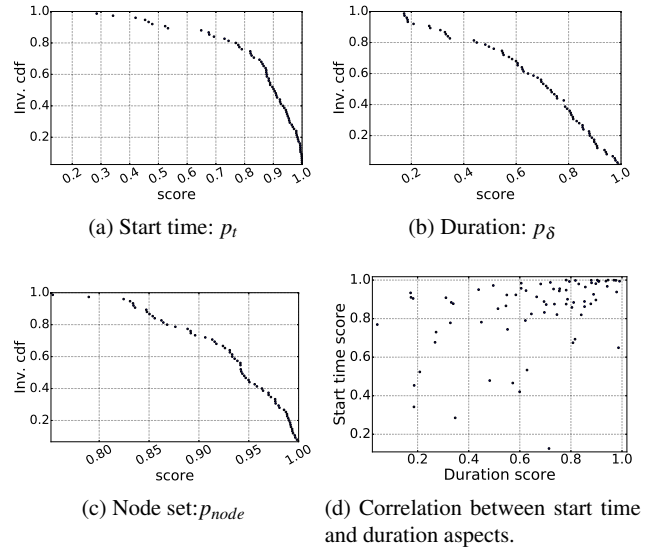 1.0
0.8
0.6
0.4
0.2
Inv. cdf
0.2 0.3 0.4 0.5 0.6 0.7 0.8 0.9 1.0
score
(a) Start time: p_t
1.0
0.8
0.6
0.4
0.2
Inv. cdf
0.2 0.4 0.6 0.8 1.0
score
(b) Duration: p_δ
1.0
0.8
0.6
0.4
0.2
Inv. cdf
0.80 0.85 0.90 0.95 1.00
score
(c) Node set:p_node
1.0
0.8
0.6
0.4
0.2
Start time score
0.2 0.4 0.6 0.8 1.0
Duration score
(d) Correlation between start time
and duration aspects.